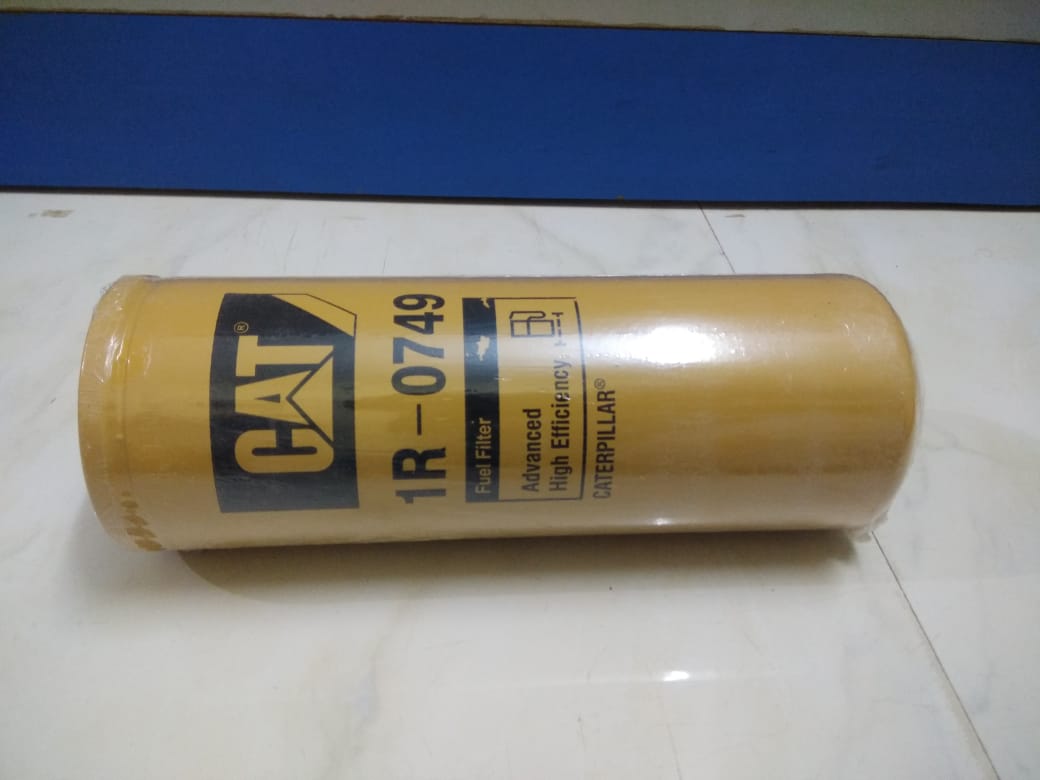 CAT®
1R-0749
Fuel Filter
Advanced
High Efficiency
CATERPILLAR®